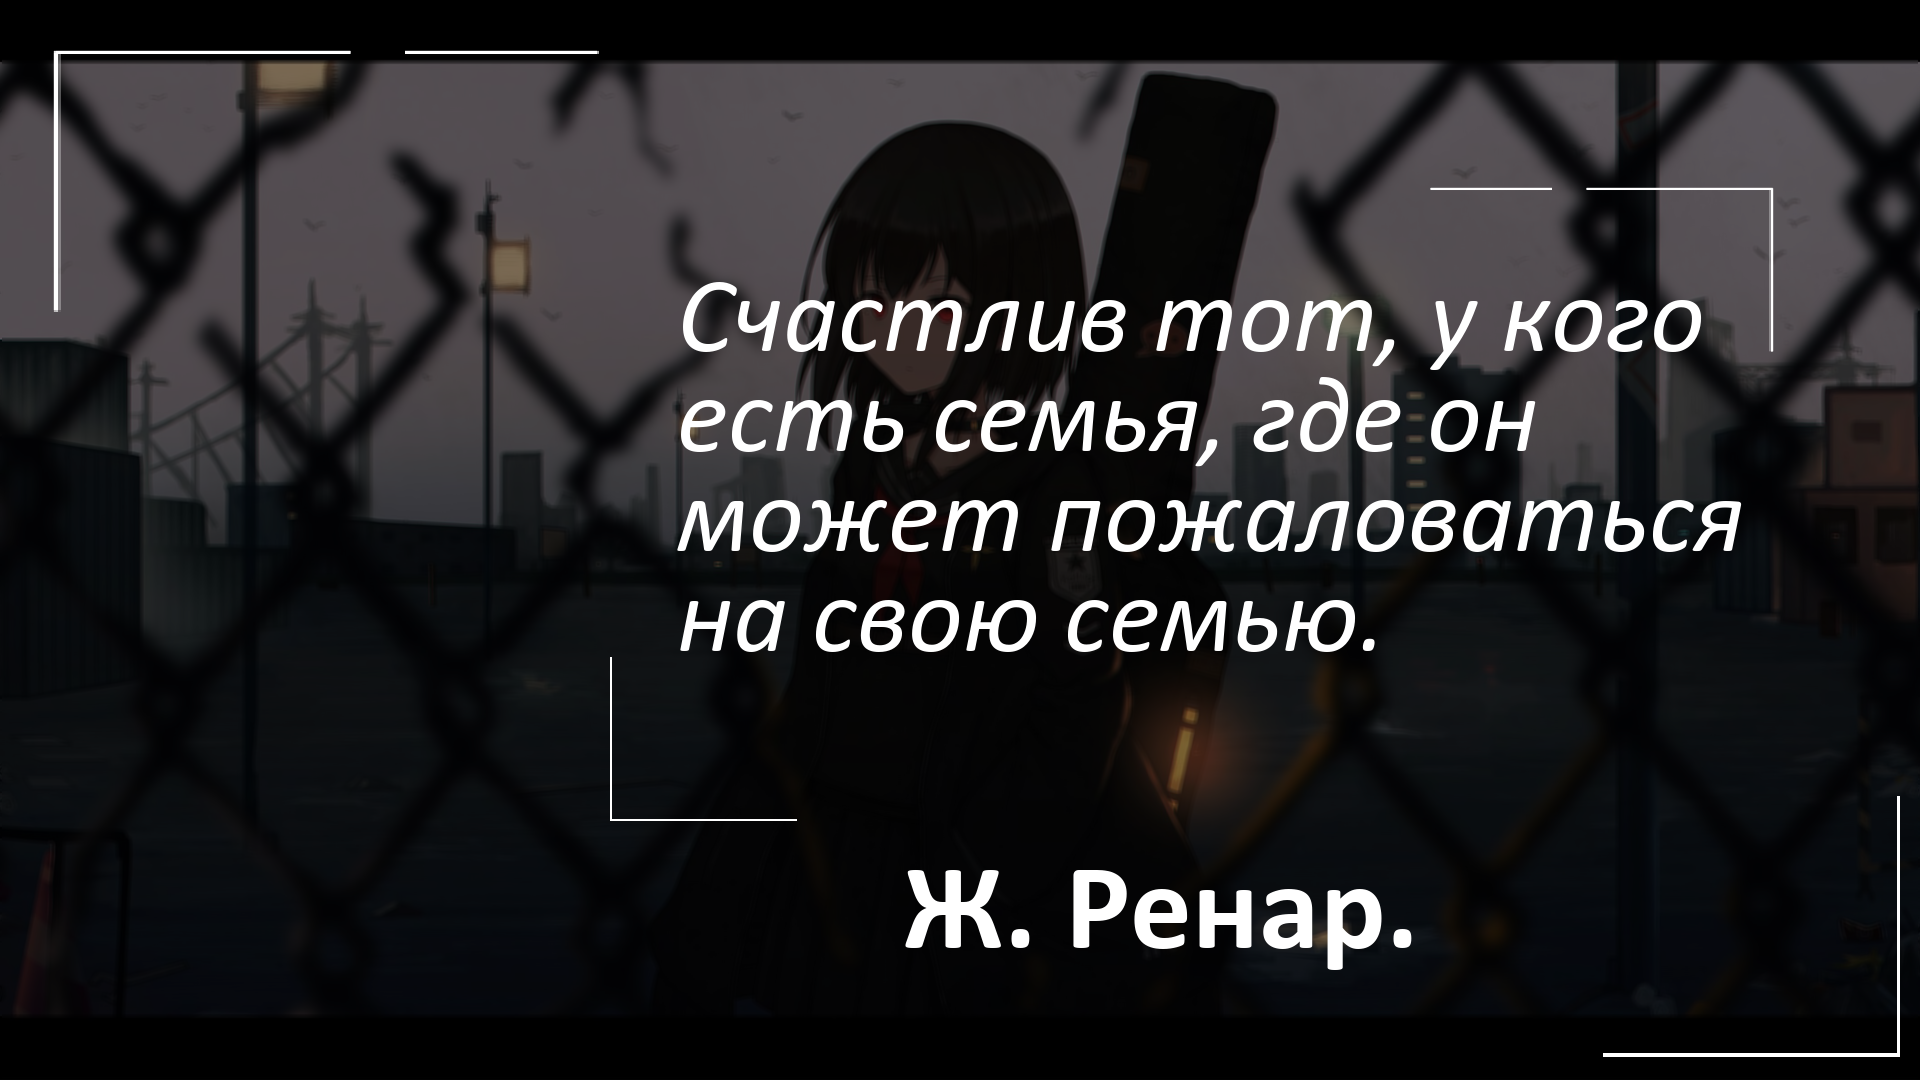 Счастлив тот, у кого
есть семья, где он
может пожаловаться
на свою семью.
Ж. Ренар.